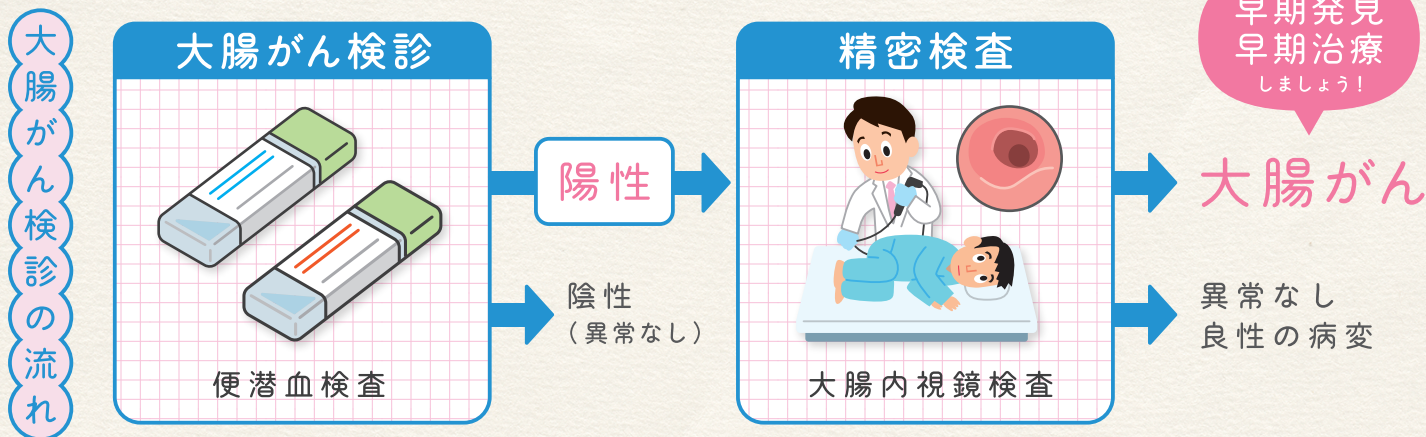 大腸がん検診の流れ
大腸がん検診
便潜血検査
陽性
陰性
（異常なし）
精密検査
大腸内視鏡検査
早期発見
早期治療
しましょう！
大腸がん
異常なし
良性の病変